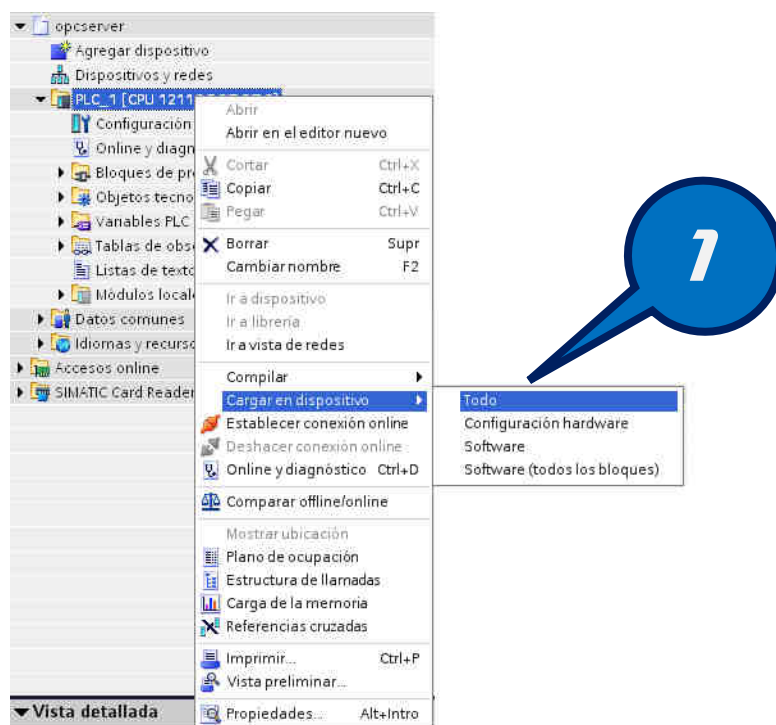 opcserver
Agregar dispositivo
Dispositivos y redes
PLC_1 [CPU 1211
Configuración
Online y diagn
Bloques de pr
Objetos tecno
Variables PLC
Tablas de obs
Listas de texto
Módulos local
Datos comunes
Idiomas y recurso
Accesos online
SIMATIC Card Reader
Vista detallada
Abrir
Abrir en el editor nuevo
Cortar Ctrl+X
Copiar Ctrl+C
Pegar Ctrl+V
Borrar Supr
Cambiar nombre F2
Ir a dispositivo
Ir a librería
Ir a vista de redes
Compilar
Cargar en dispositivo
Establecer conexión online
Deshacer conexión online
Online y diagnóstico Ctrl+D
Comparar offline/online
Mostrar ubicación
Plano de ocupación
Estructura de llamadas
Carga de la memoria
Referencias cruzadas
Imprimir... Ctrl+P
Vista preliminar...
Propiedades... Alt+Intro
Todo
Configuración hardware
Software
Software (todos los bloques)
1